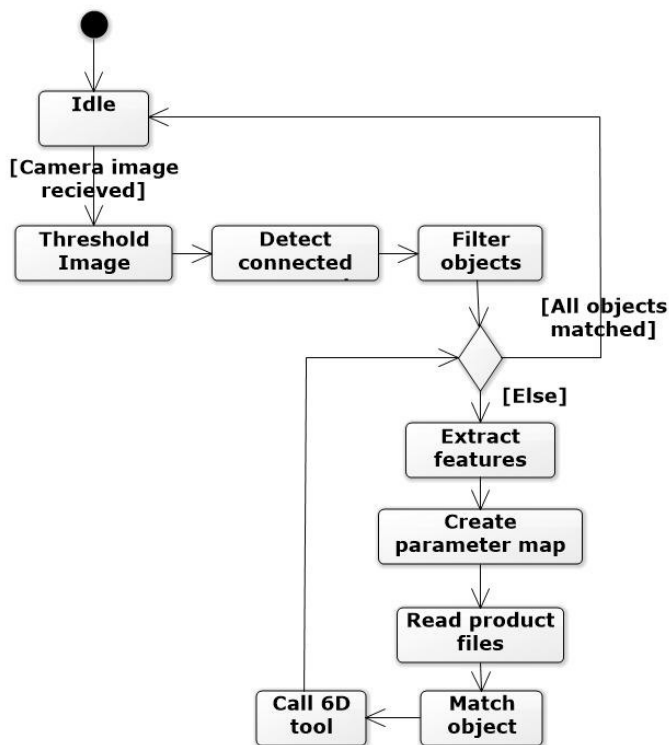 Idle
[Camera image
recieved]
Threshold
Image
Detect
connected
Filter
objects
[All objects
matched]
[Else]
Extract
features
Create
parameter map
Read product
files
Match
object
Call 6D
tool